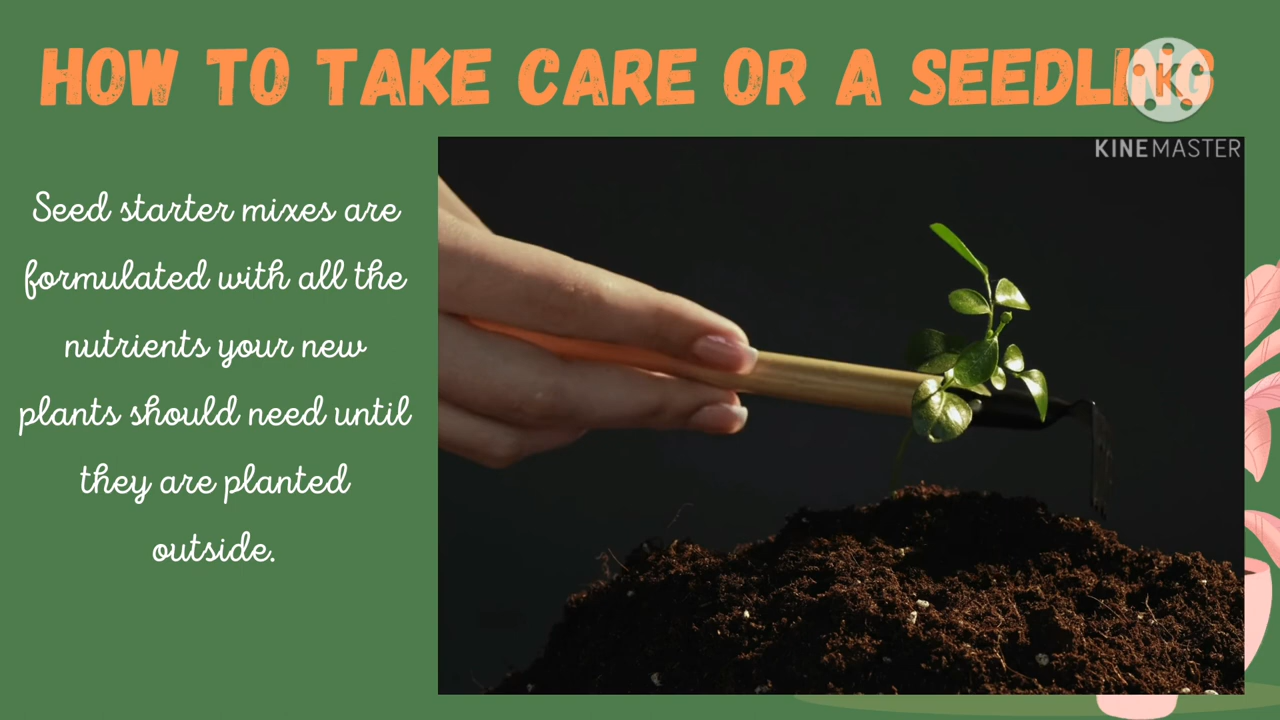 HOW TO TAKE CARE OR A SEEDLING
K
KINEMASTER
Seed starter mixes are
formulated with all the
nutrients your new
plants should need until
they are planted
outside.